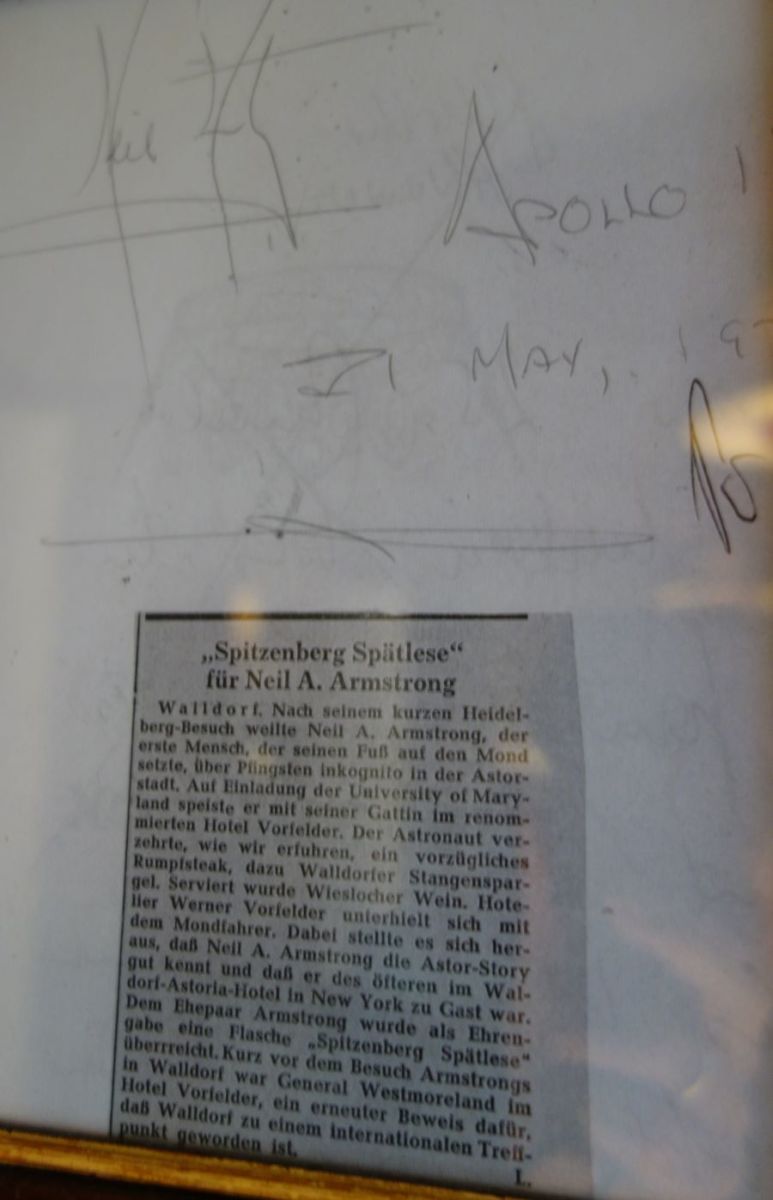 Neil
APOLLO 1
MAY, 19
„Spitzenberg Spätlese“
für Neil A. Armstrong
Walldorf. Nach seinem kurzen Heidel-
berg-Besuch weilte Neil A. Armstrong, der
erste Mensch, der seinen Fuß auf den Mond
setzte, über Pfingsten inkognito in der Astor-
stadt. Auf Einladung der University of Mary-
land speiste er mit seiner Gattin im renom-
mierten Hotel Vorfelder. Der Astronaut ver-
zehrte, wie wir erfuhren, ein vorzügliches
Rumpfsteak, dazu Walldorfer Stangenspar-
gel. Serviert wurde Wieslocher Wein. Hote-
lier Werner Vorfelder unterhielt sich mit
dem Mondfahrer. Dabei stellte es sich her-
aus, daß Neil A. Armstrong die Astor-Story
gut kennt und daß er des öfteren im Wal-
dorf-Astoria-Hotel in New York zu Gast war.
Dem Ehepaar Armstrong wurde als Ehren-
gabe eine Flasche „Spitzenberg Spätlese“
überrreicht. Kurz vor dem Besuch Armstrongs
in Walldorf war General Westmoreland im
Hotel Vorfelder, ein erneuter Beweis dafür,
daß Walldorf zu einem internationalen Treff-
punkt geworden ist.
L.